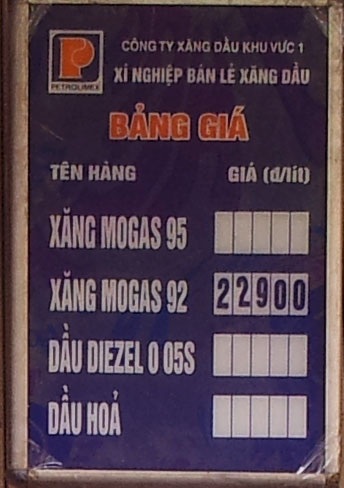 PETROLIMEX
CÔNG TY XĂNG DẦU KHU VỰC 1
XÍ NGHIỆP BÁN LẺ XĂNG DẦU
BẢNG GIÁ
TÊN HÀNG GIÁ (đ/lít)
XĂNG MOGAS 95
XĂNG MOGAS 92 22900
DẦU DIEZEL 0 05S
DẦU HOẢ